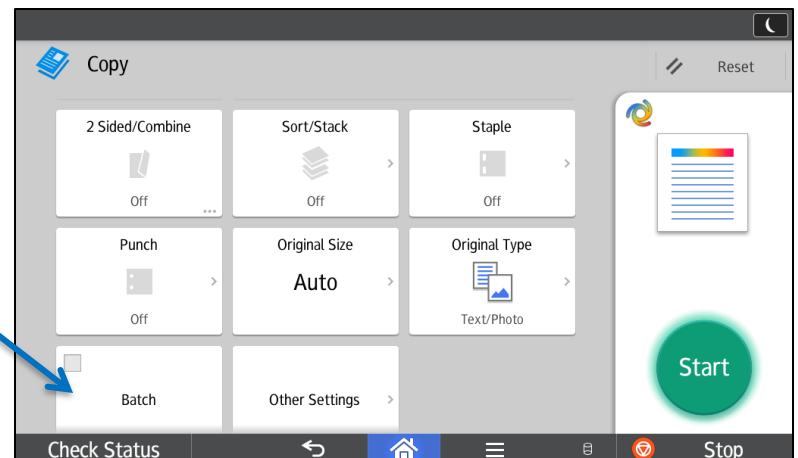 Copy
Reset
2 Sided/Combine
Off
Sort/Stack
Off
Staple
Off
Punch
Off
Original Size
Auto
Original Type
Text/Photo
Batch
Other Settings
Start
Check Status
Stop